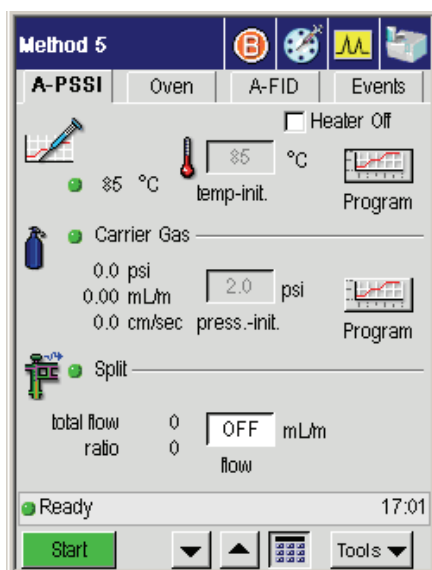 Method 5 B
A-PSSI Oven A-FID Events
Heater Off
85 °C 85 °C
temp-init. Program
Carrier Gas
0.0 psi
0.00 mL/m 2.0 psi
0.0 cm/sec press.-init. Program
Split
total flow 0 OFF mL/m
ratio 0
flow
Ready 17:01
Start Tools